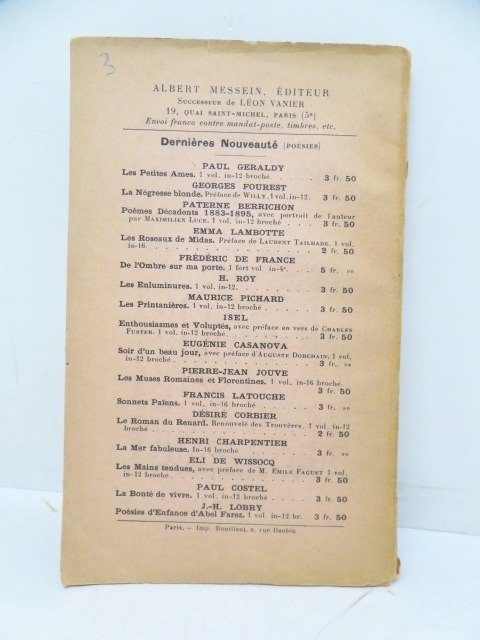 3
ALBERT MESSEIN, ÉDITEUR
SUCCESSEUR de LÉON VANIER
19, QUAI SAINT-MICHEL, PARIS (5e)
Envoi franco contre mandat-poste, timbres, etc.
Dernières Nouveauté (POÉSIES)
PAUL GERALDY
Les Petites Ames. 1 vol. in-12 broché. . . . . . . . 3 fr. 50
GEORGES FOUREST
La Négresse blonde. Préface de WILLY, 1 vol. in-12. 3 fr. 50
PATERNE BERRICHON
Poèmes Décadents 1883-1895, avec portrait de l'auteur
par MAXIMILIEN LUCE. 1 vol. in-12 broché . . . . 3 fr. 50
EMMA LAMBOTTE
Les Roseaux de Midas. Préface de LAURENT TAILHADE. 1 vol.
in-16. . . . . . . . . . . . . . . . . . 2 fr. 50
FRÉDÉRIC DE FRANCE
De l'Ombre sur ma porte. 1 fort vol in-4°. . . . 5 fr. »»
H. ROY
Les Enluminures. 1 vol. in-12. . . . . . . . . . 3 fr. 50
MAURICE PICHARD
Les Printanières. 1 vol. in-12 broché . . . . . . 3 fr. 50
ISEL
Enthousiasmes et Voluptés, avec préface en vers de CHARLES
FUSTER. 1 vol. in-12 broché . . . . . . . . . . 3 fr. 50
EUGÉNIE CASANOVA
Soir d'un beau jour, avec préface d'AUGUSTE DORCHAIN. 1 vol.
in-12 broché . . . . . . . . . . . . . . 3 fr. 50
PIERRE-JEAN JOUVE
Les Muses Romaines et Florentines. 1 vol. in-16 broché.
3 fr. 50
FRANCIS LATOUCHE
Sonnets Païens. 1 vol. in-16 broché . . . . . . . 3 fr. »»
DÉSIRÉ CORBIER
Le Roman du Renard. Renouvelé des Trouvères. 1 vol. in-12
broché . . . . . . . . . . . . . . . . . 2 fr. 50
HENRI CHARPENTIER
La Mer fabuleuse. In-16 broché . . . . . . . . . 3 fr. »»
ELI DE WISSOCQ
Les Mains tendues, avec préface de M. EMILE FAGUET 1 vol.
in-12 broché . . . . . . . . . . . . . . 3 fr. 50
PAUL COSTEL
La Bonté de vivre. 1 vol. in-12 broché . . . . . . 3 fr. 50
J.-H. LOBRY
Poésies d'Enfance d'Abel Farez. 1 vol. in-12 br. 3 fr. 50
Paris. — Imp. Bouillant, 8, rue Danton